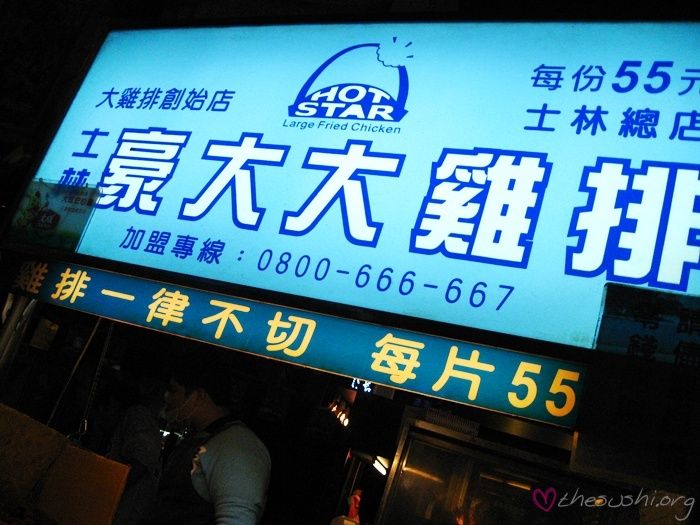 HOT
STAR
Large Fried Chicken
大雞排創始店
每份55元
士林總店
士林
豪大大雞排
加盟專線：0800-666-667
雞排一律不切 每片55
thesushi.org